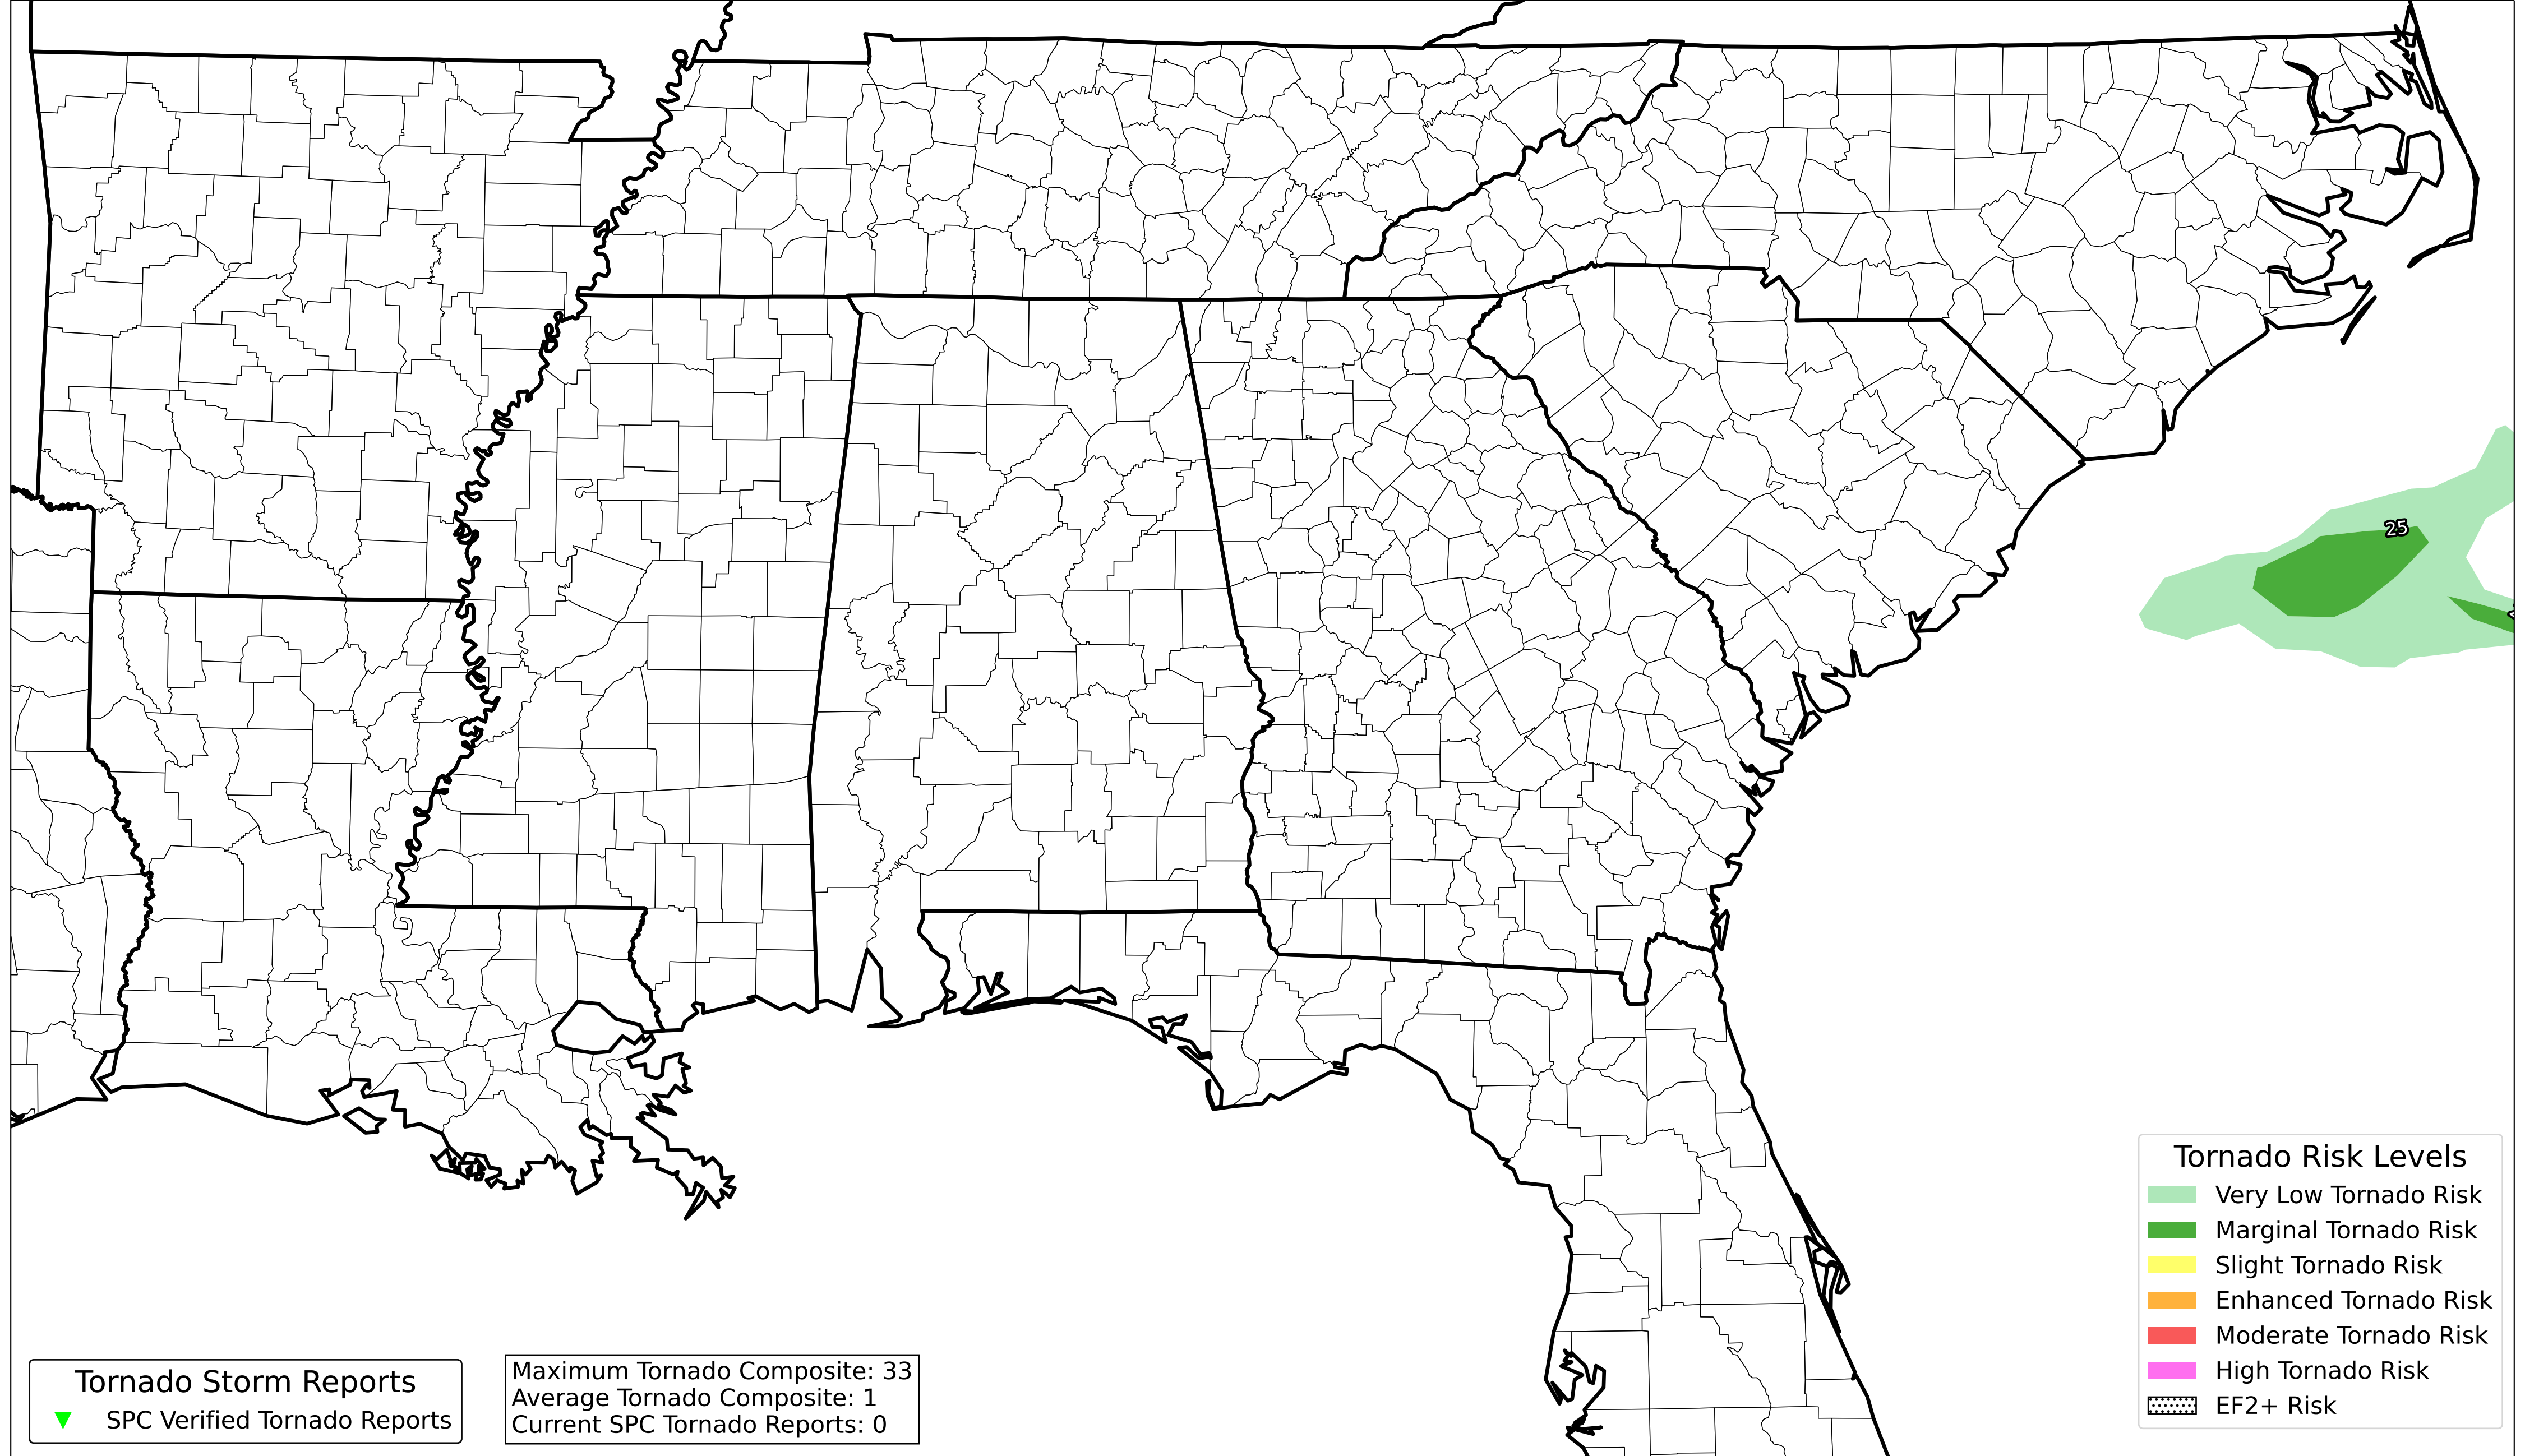 25
Tornado Risk Levels
Very Low Tornado Risk
Marginal Tornado Risk
Slight Tornado Risk
Enhanced Tornado Risk
Moderate Tornado Risk
High Tornado Risk
EF2+ Risk
Tornado Storm Reports
SPC Verified Tornado Reports
Maximum Tornado Composite: 33
Average Tornado Composite: 1
Current SPC Tornado Reports: 0